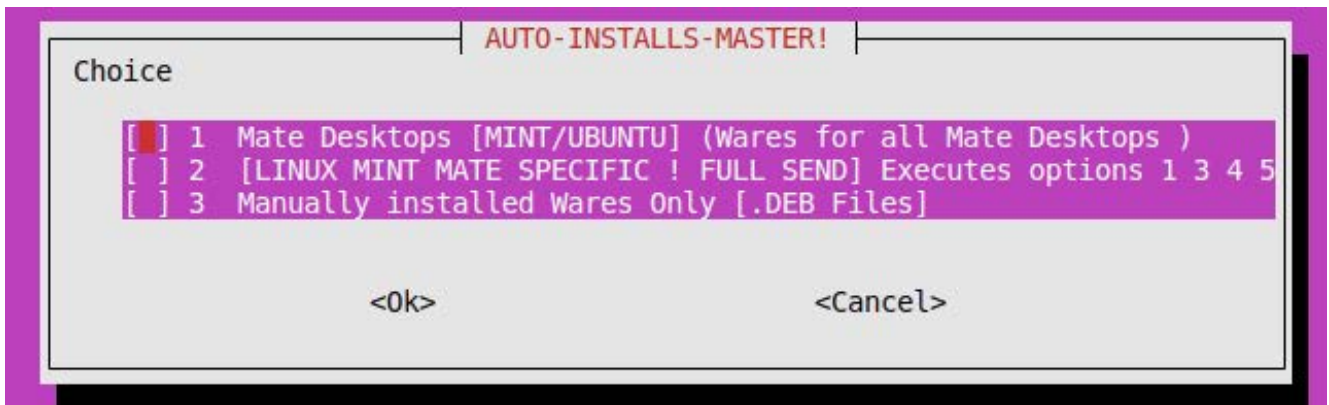 AUTO-INSTALLS-MASTER!
Choice
[ ] 1 Mate Desktops [MINT/UBUNTU] (Wares for all Mate Desktops )
[ ] 2 [LINUX MINT MATE SPECIFIC ! FULL SEND] Executes options 1 3 4 5
[ ] 3 Manually installed Wares Only [.DEB Files]
<Ok> <Cancel>